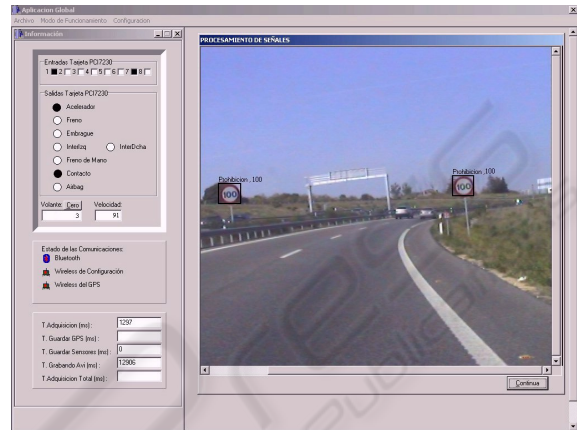 Aplicacion Global
Archivo Modo de Funcionamiento Configuracion
Información
Entradas Tarjeta PCI7230
1 2 3 4 5 6 7 8
Salidas Tarjeta PCI7230
Acelerador
Freno
Embrague
InterIzq InterDcha
Freno de Mano
Contacto
Airbag
Volante: Cero Velocidad:
3 91
Estado de las Comunicaciones:
Bluetooth
Wireless de Configuración
Wireless del GPS
T.Adquisicion (ms) : 1297
T. Guardar GPS (ms) :
T. Guardar Sensores (ms) : 0
T. Grabando Avi (ms) : 12906
T.Adquisicion Total (ms) :
PROCESAMIENTO DE SEÑALES
Prohibicion , 100
100
Prohibicion ,100
100
Continua